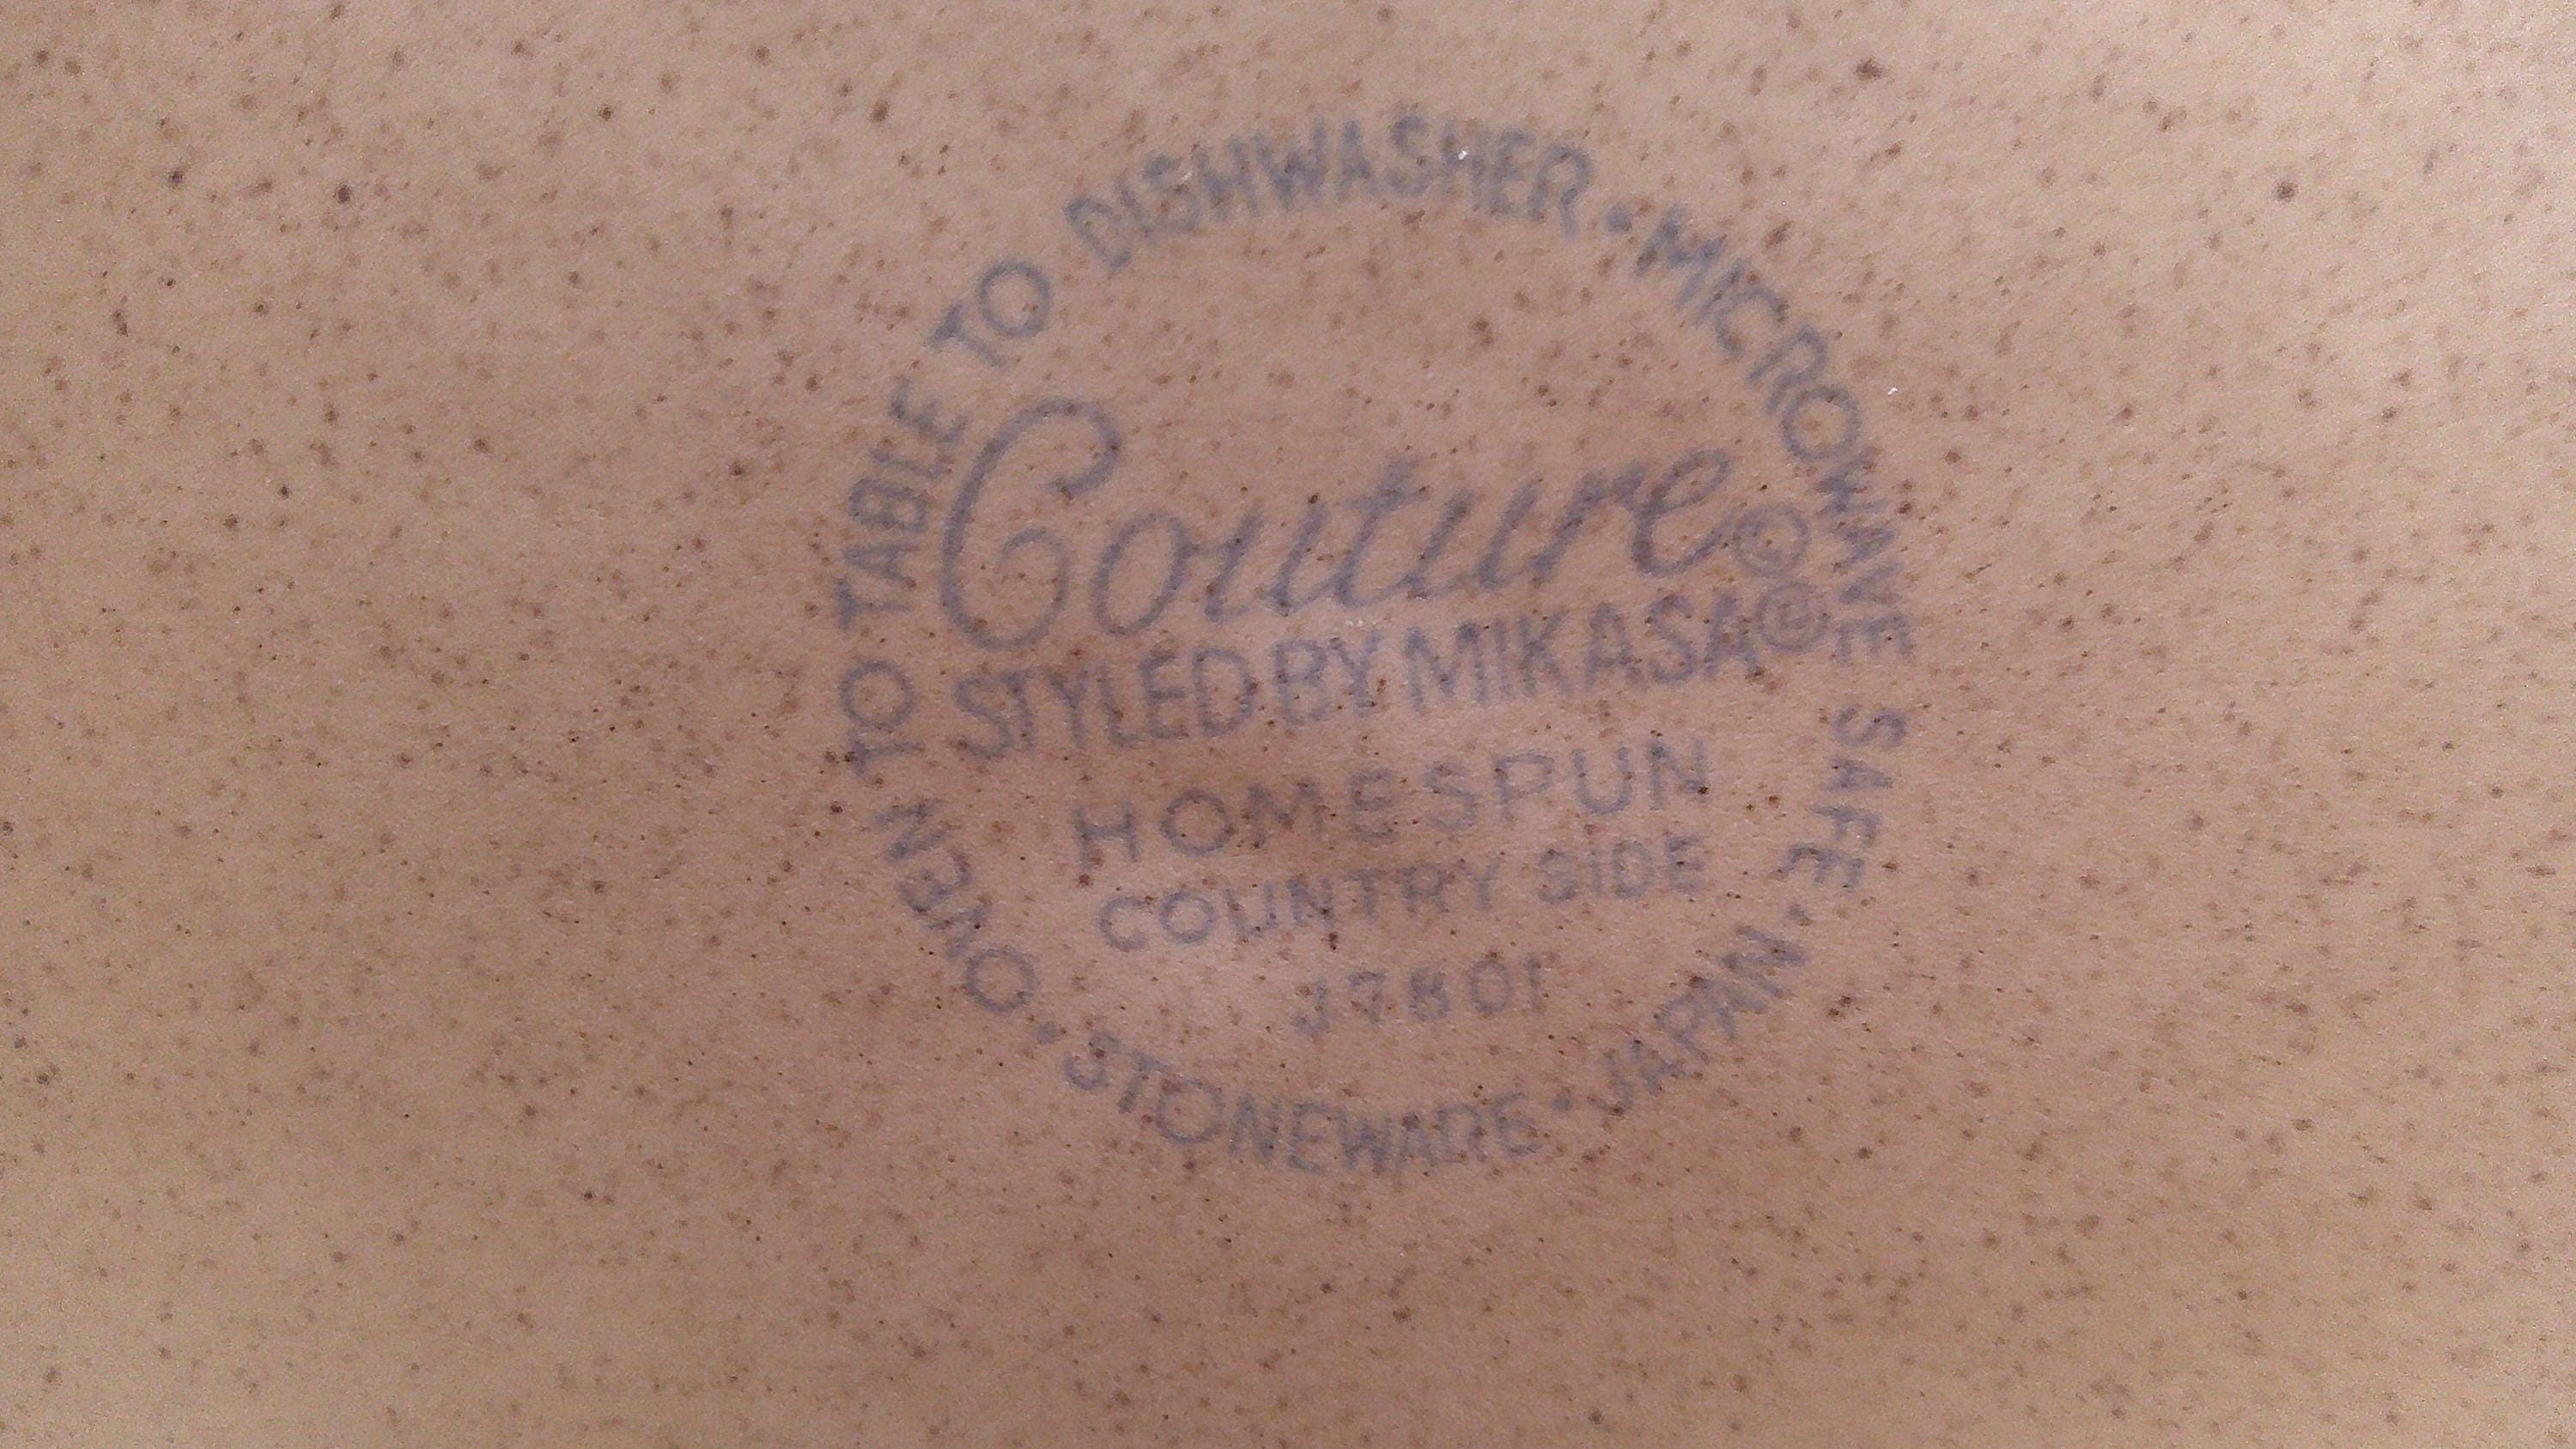 OVEN TO TABLE TO DISHWASHER • MICROWAVE SAFE • JAPAN • STONEWARE •
Couture ©
STYLED BY MIKASA ®
HOMESPUN
COUNTRY SIDE